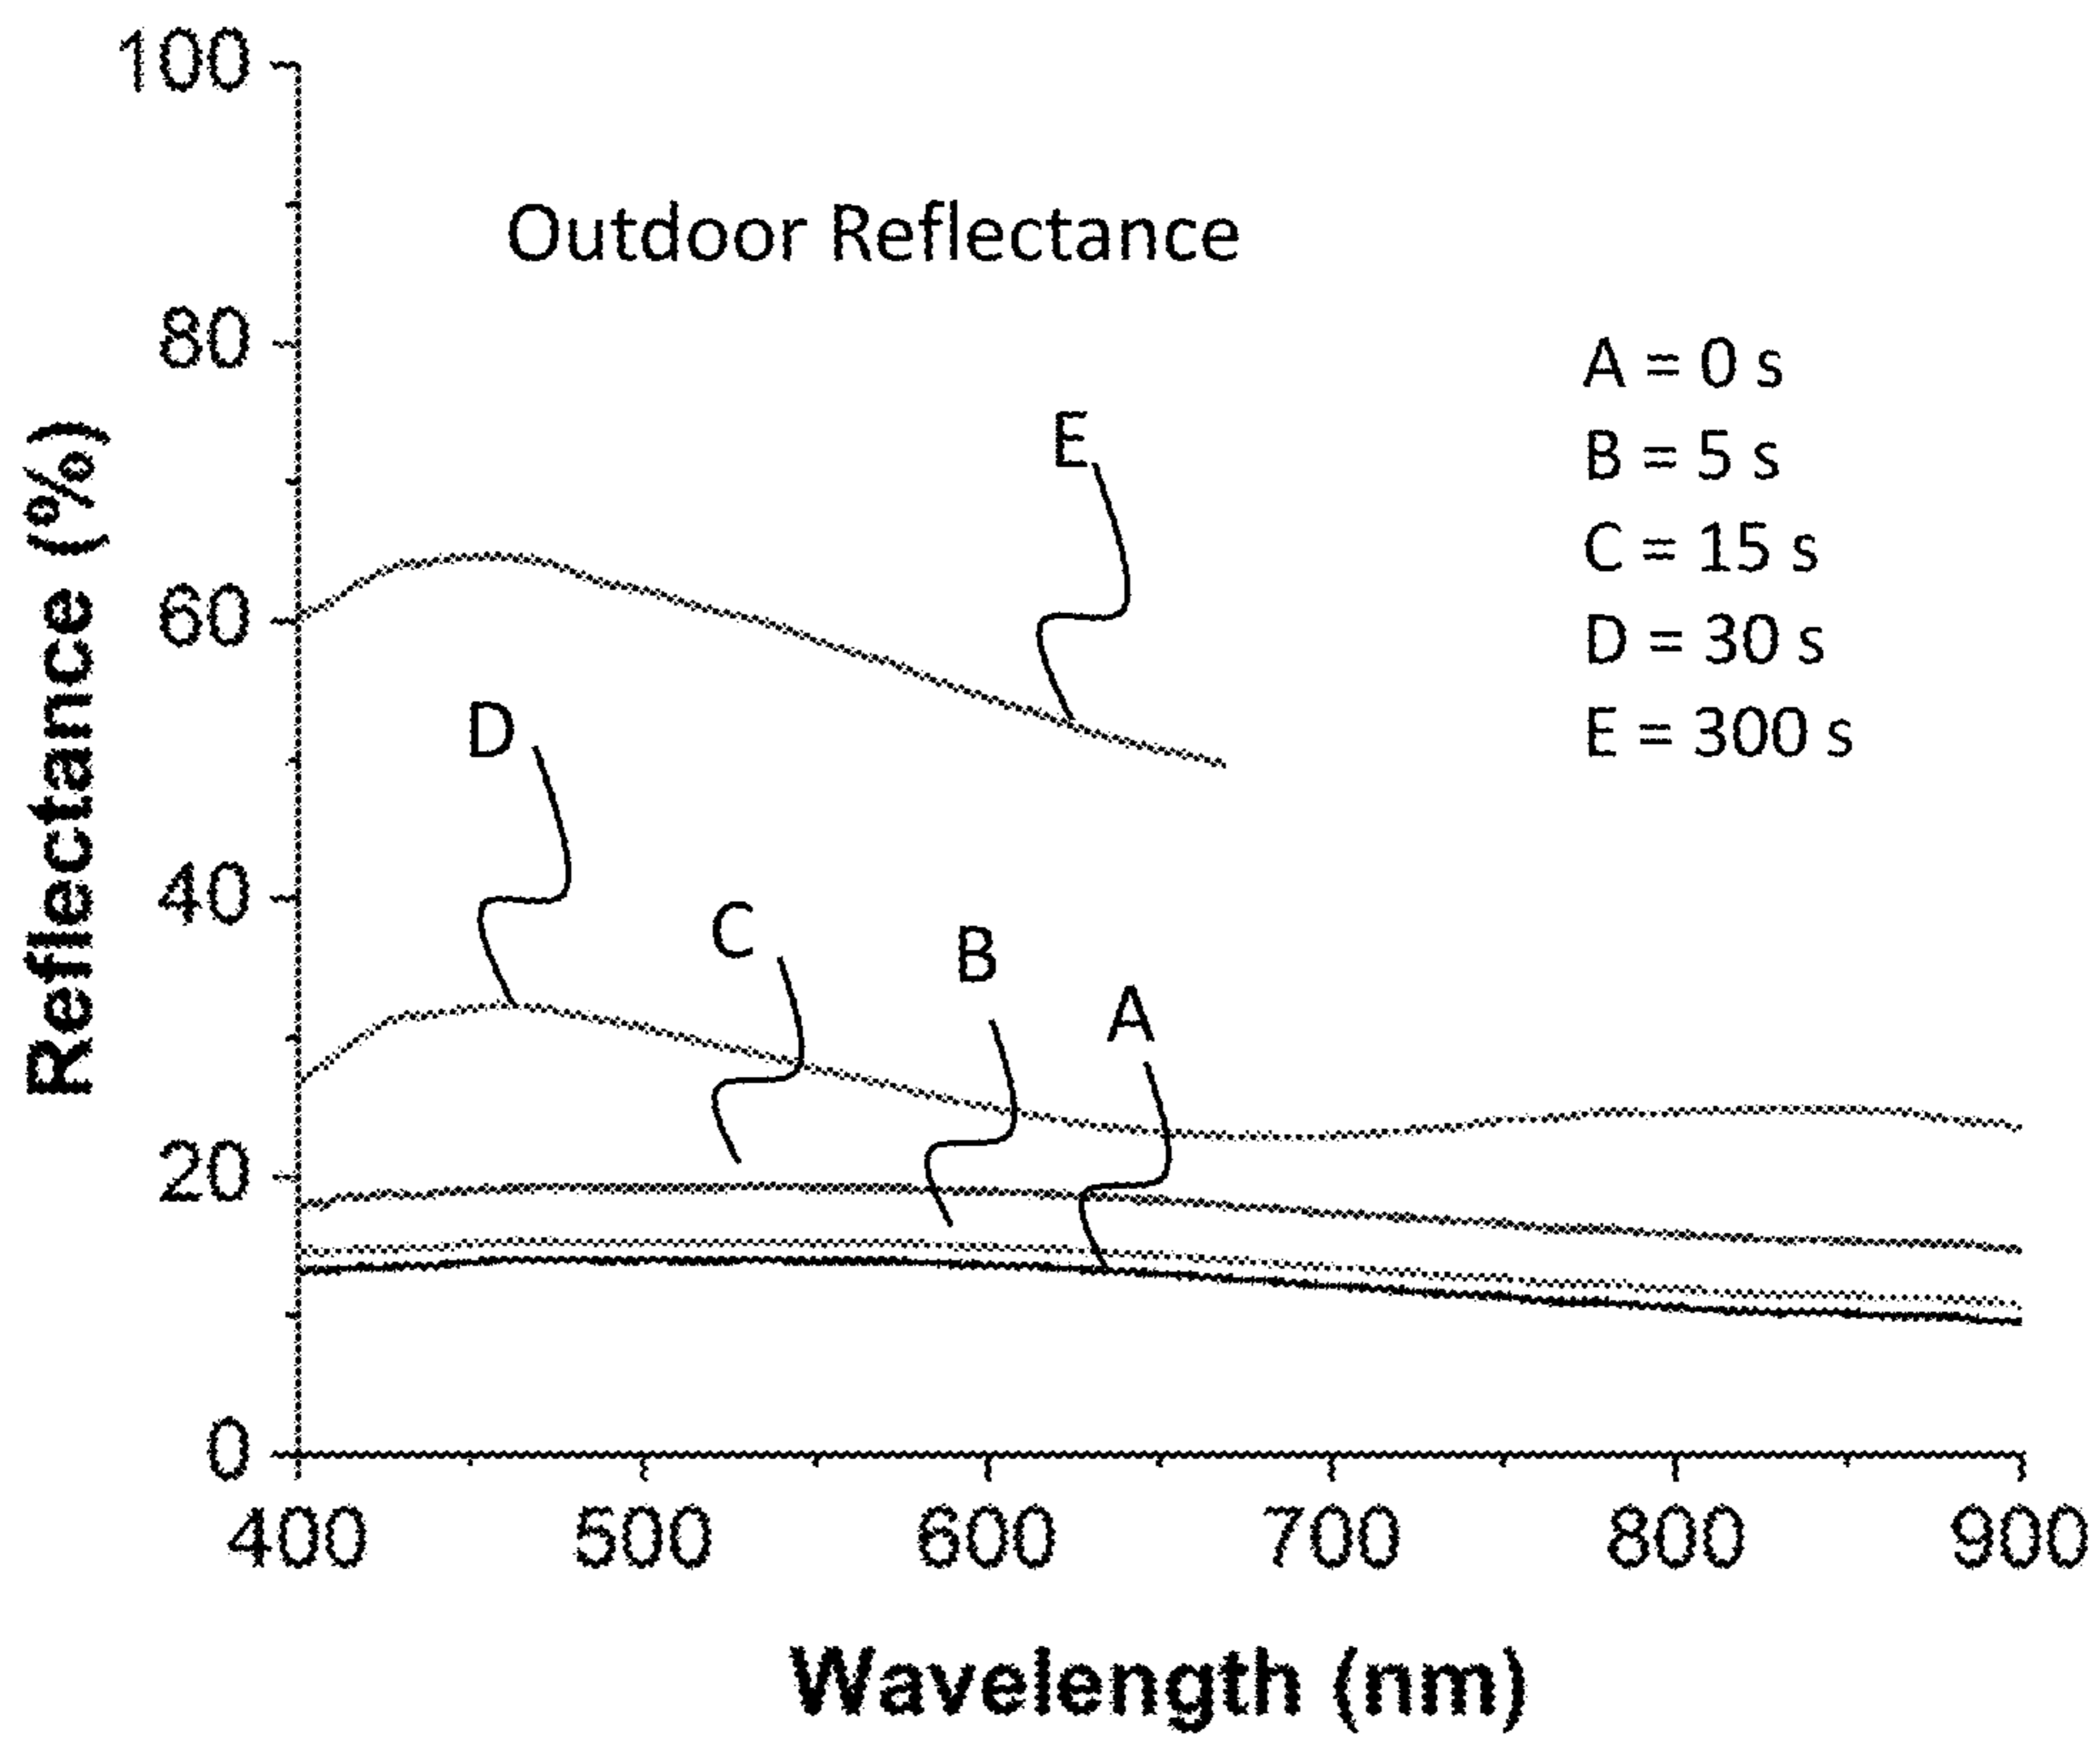 100
80
60
40
20
0
Reflectance (%)
Outdoor Reflectance
A = 0 s
B = 5 s
C = 15 s
D = 30 s
E = 300 s
E
D
C
B
A
400 500 600 700 800 900
Wavelength (nm)